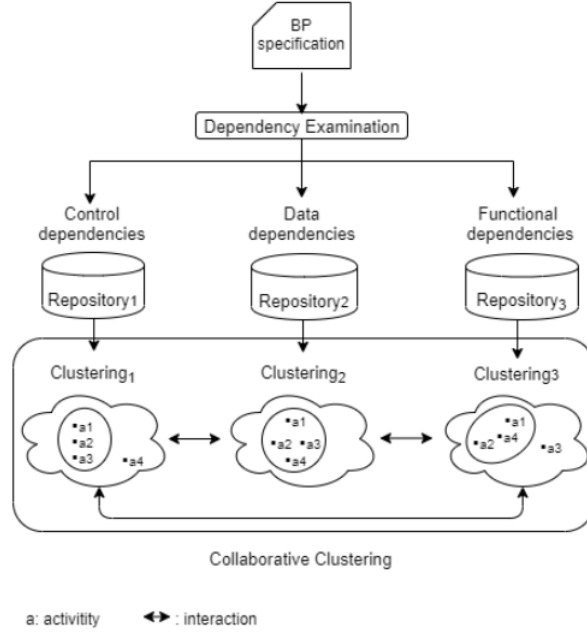 BP
specification
Dependency Examination
Control
dependencies
Data
dependencies
Functional
dependencies
Repository1
Repository2
Repository3
Clustering1
Clustering2
Clustering3
a1
a2
a3
a4
a1
a2 a3
a4
a1
a2 a4
a3
Collaborative Clustering
a: activitity : interaction